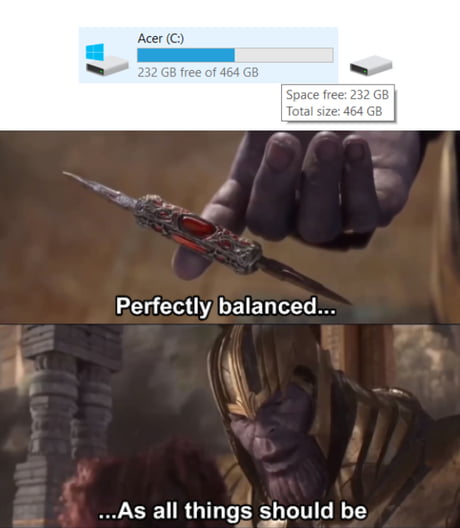 Acer (C:)
232 GB free of 464 GB
Space free: 232 GB
Total size: 464 GB
Perfectly balanced...
...As all things should be